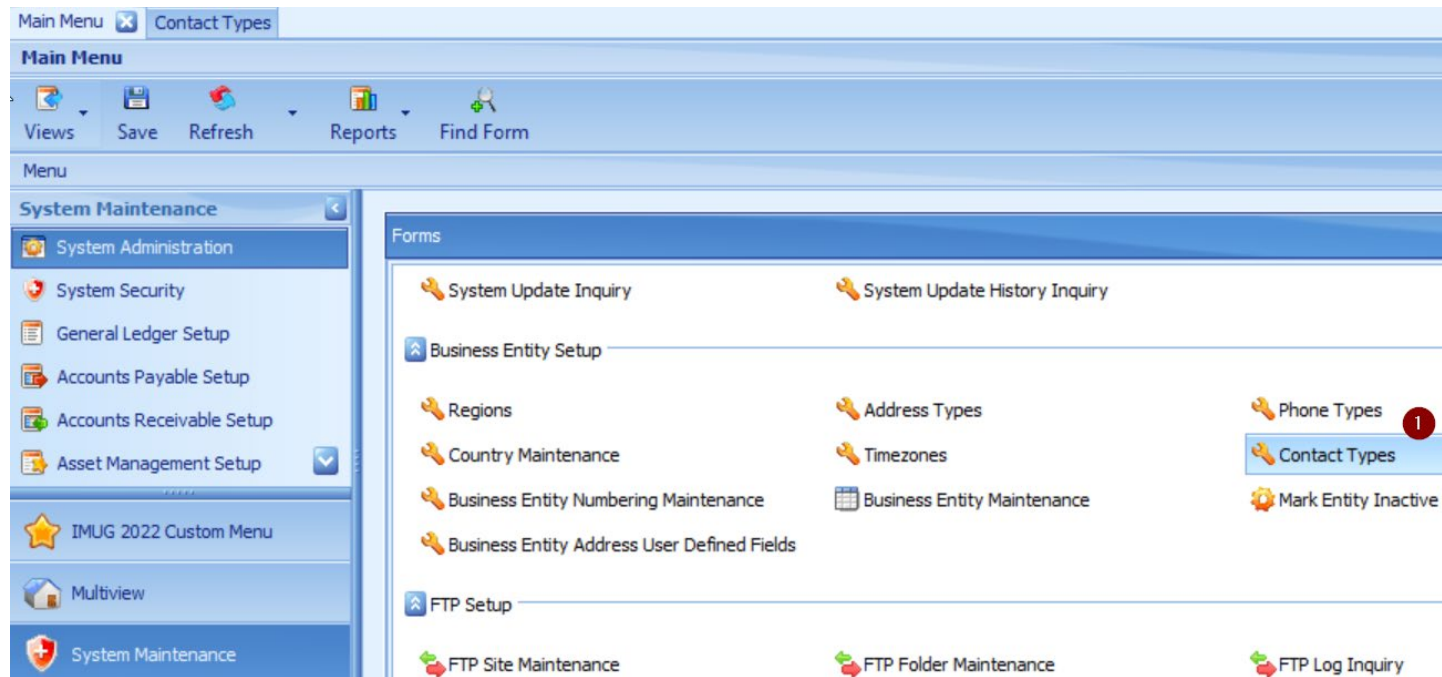 Main Menu Contact Types
Main Menu
Views Save Refresh Reports Find Form
Menu
System Maintenance
System Administration
System Security
General Ledger Setup
Accounts Payable Setup
Accounts Receivable Setup
Asset Management Setup
IMUG 2022 Custom Menu
Multiview
System Maintenance
Forms
System Update Inquiry System Update History Inquiry
Business Entity Setup
Regions Address Types Phone Types 1
Country Maintenance Timezones Contact Types
Business Entity Numbering Maintenance Business Entity Maintenance Mark Entity Inactive
Business Entity Address User Defined Fields
FTP Setup
FTP Site Maintenance FTP Folder Maintenance FTP Log Inquiry